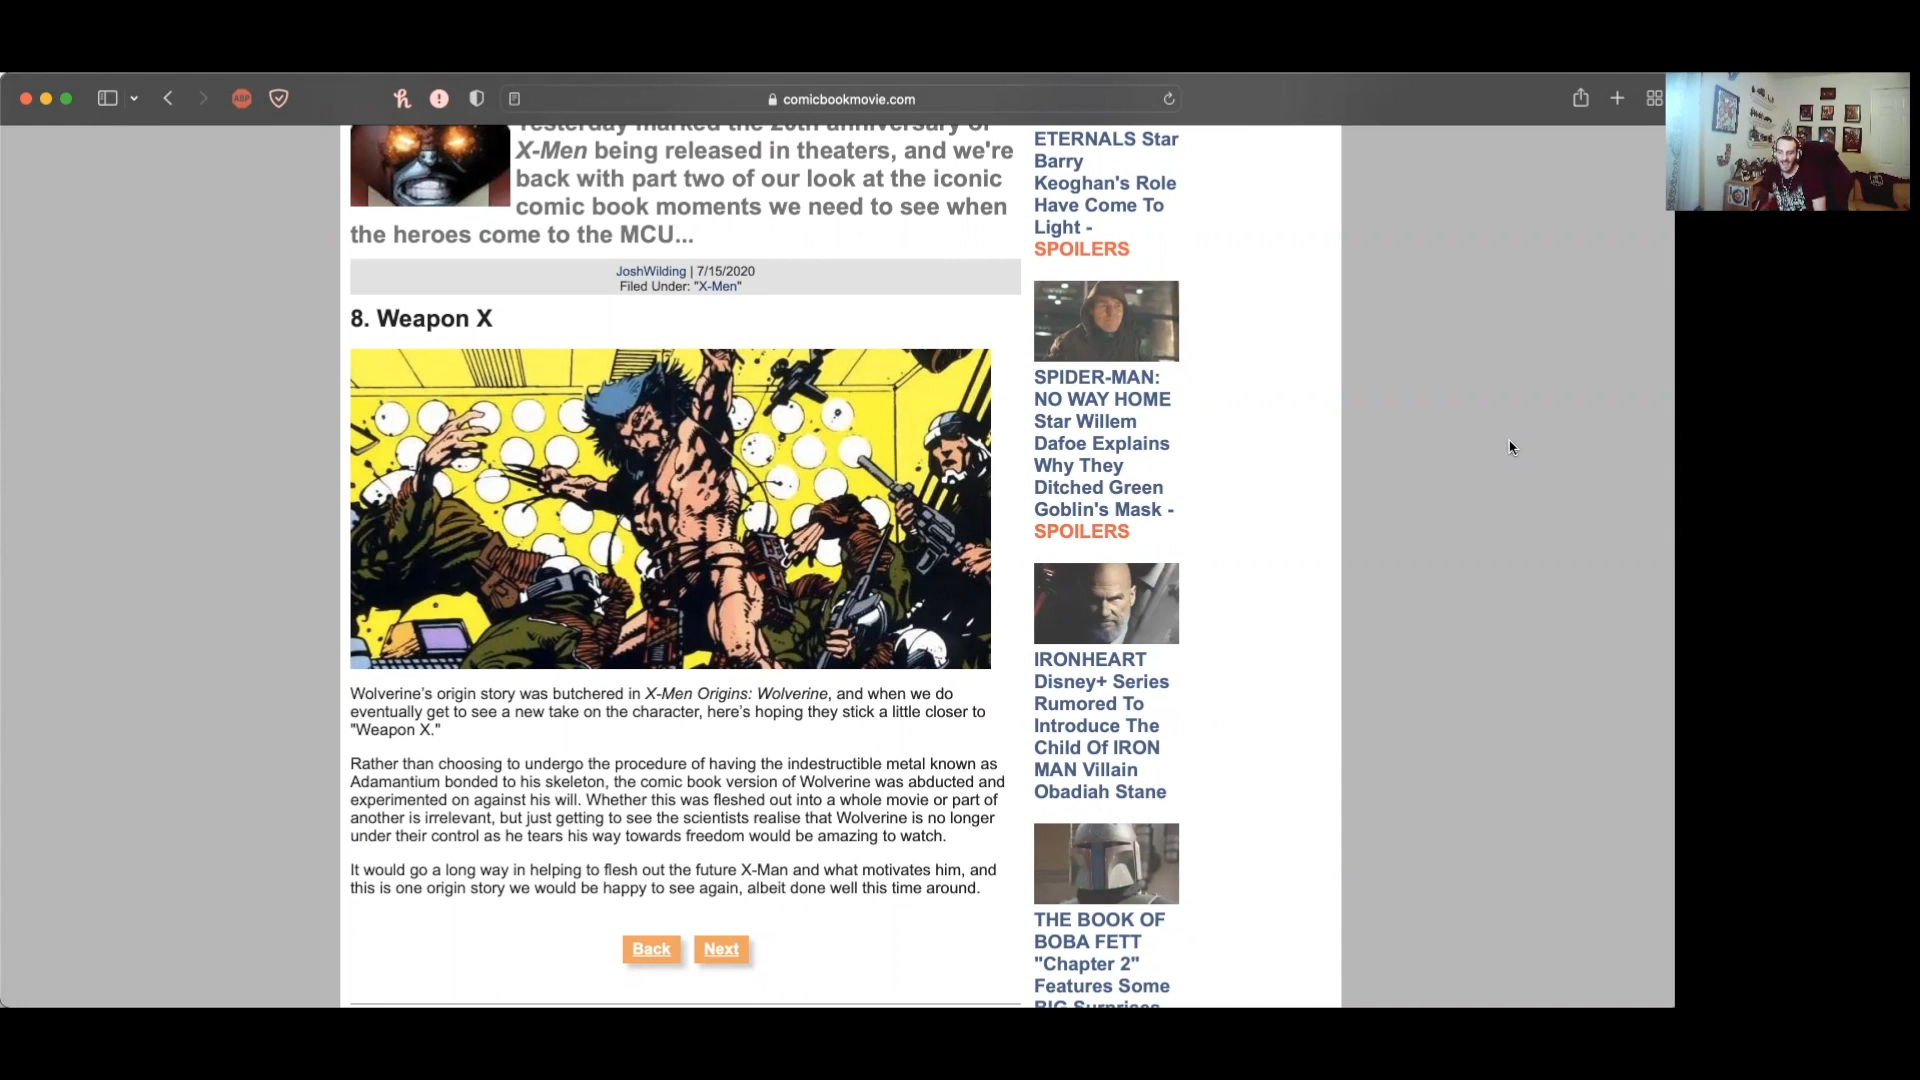 ABP
comicbookmovie.com
Yesterday marked the 20th anniversary of
X-Men being released in theaters, and we're
back with part two of our look at the iconic
comic book moments we need to see when
the heroes come to the MCU...
JoshWilding | 7/15/2020
Filed Under: "X-Men"
8. Weapon X
Wolverine’s origin story was butchered in X-Men Origins: Wolverine, and when we do
eventually get to see a new take on the character, here’s hoping they stick a little closer to
"Weapon X."
Rather than choosing to undergo the procedure of having the indestructible metal known as
Adamantium bonded to his skeleton, the comic book version of Wolverine was abducted and
experimented on against his will. Whether this was fleshed out into a whole movie or part of
another is irrelevant, but just getting to see the scientists realise that Wolverine is no longer
under their control as he tears his way towards freedom would be amazing to watch.
It would go a long way in helping to flesh out the future X-Man and what motivates him, and
this is one origin story we would be happy to see again, albeit done well this time around.
Back Next
ETERNALS Star
Barry
Keoghan's Role
Have Come To
Light -
SPOILERS
SPIDER-MAN:
NO WAY HOME
Star Willem
Dafoe Explains
Why They
Ditched Green
Goblin's Mask -
SPOILERS
IRONHEART
Disney+ Series
Rumored To
Introduce The
Child Of IRON
MAN Villain
Obadiah Stane
THE BOOK OF
BOBA FETT
"Chapter 2"
Features Some
BIG Surprises